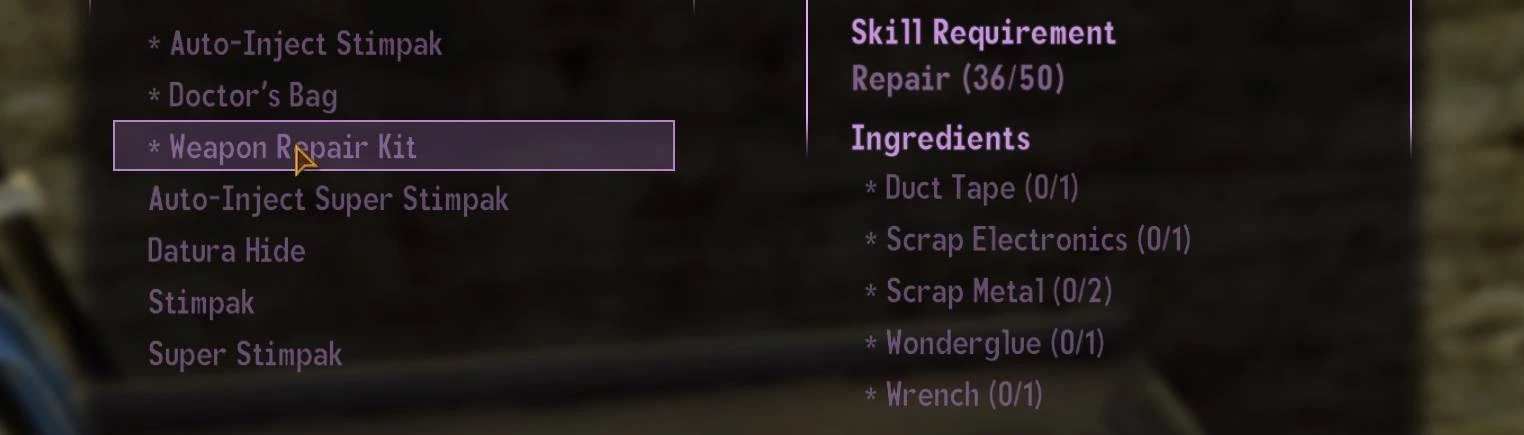 * Auto-Inject Stimpak
* Doctor's Bag
* Weapon Repair Kit
Auto-Inject Super Stimpak
Datura Hide
Stimpak
Super Stimpak
Skill Requirement
Repair (36/50)
Ingredients
* Duct Tape (0/1)
* Scrap Electronics (0/1)
* Scrap Metal (0/2)
* Wonderglue (0/1)
* Wrench (0/1)